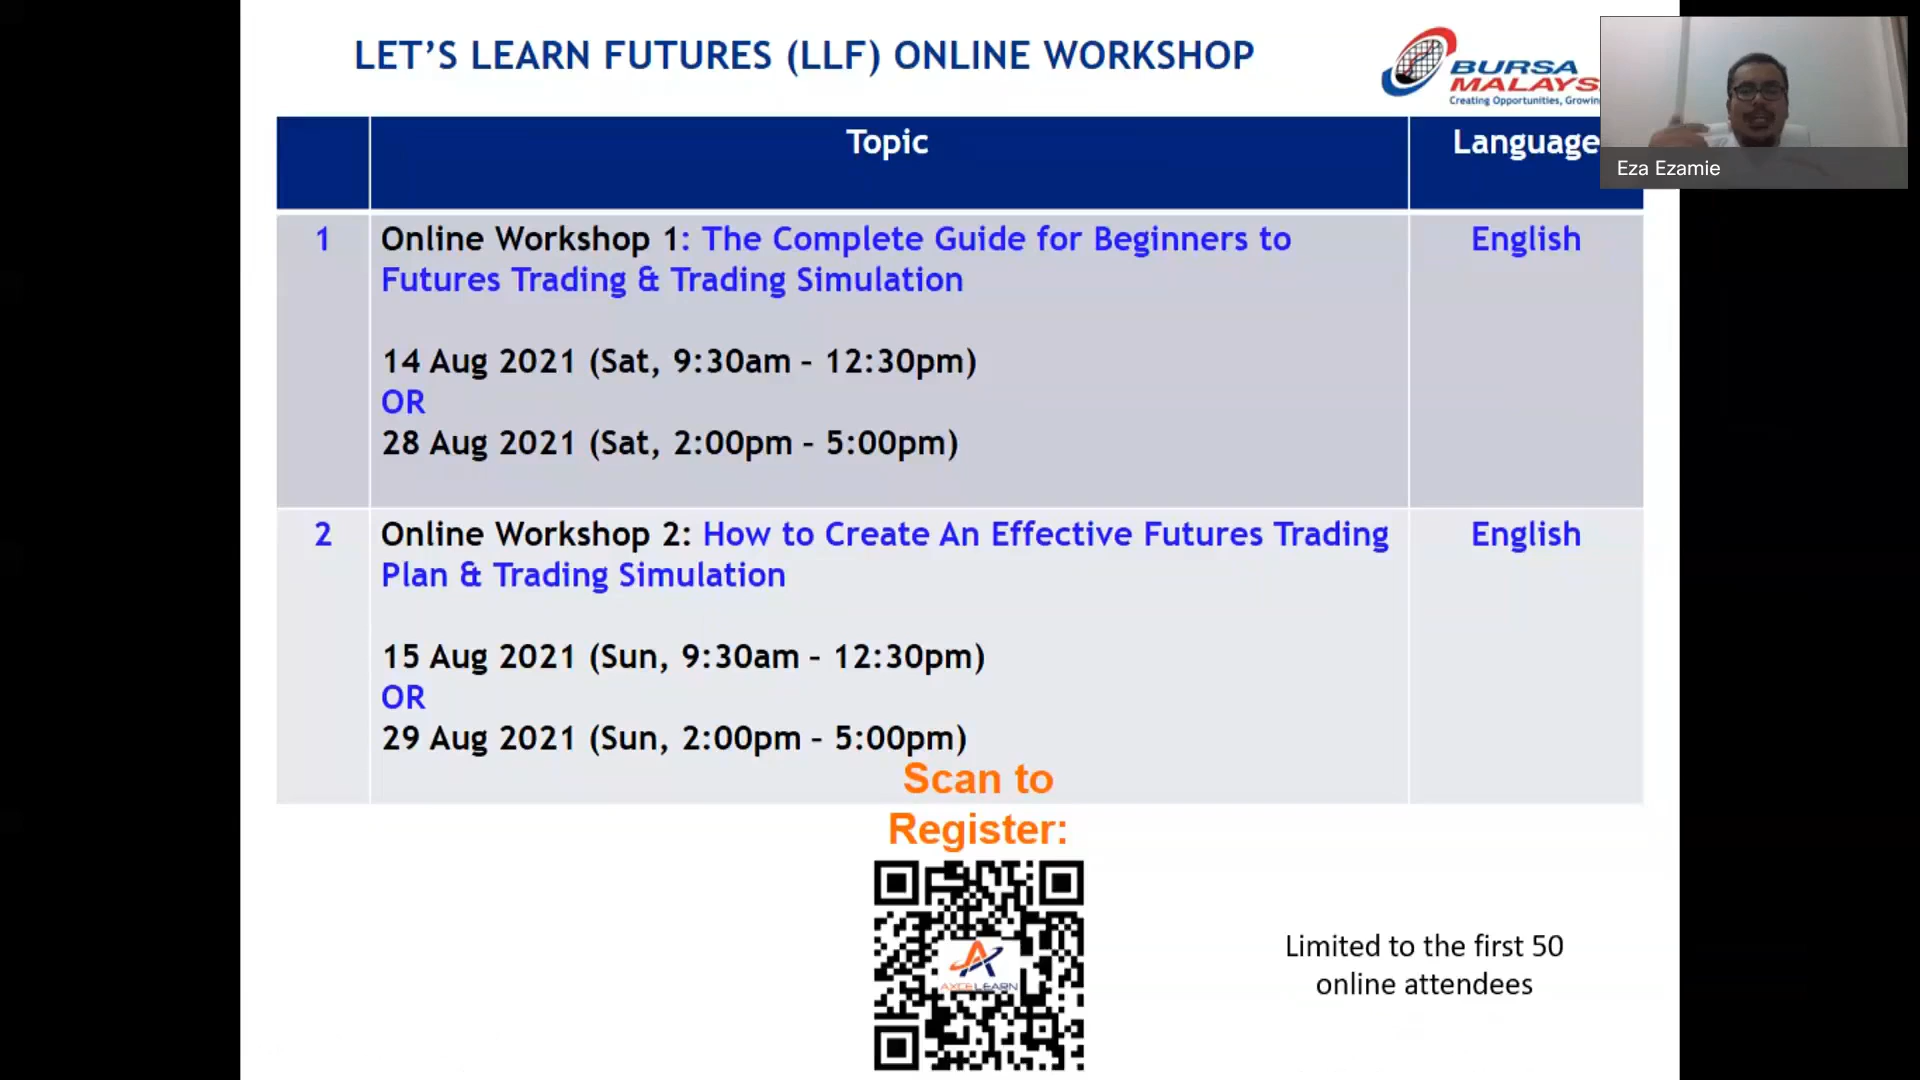 LET'S LEARN FUTURES (LLF) ONLINE WORKSHOP
BURSA
MALAYS
Creating Opportunities, Growin
Eza Ezamie
Topic
Language
1
Online Workshop 1: The Complete Guide for Beginners to
Futures Trading & Trading Simulation
14 Aug 2021 (Sat, 9:30am – 12:30pm)
OR
28 Aug 2021 (Sat, 2:00pm – 5:00pm)
English
2
Online Workshop 2: How to Create An Effective Futures Trading
Plan & Trading Simulation
15 Aug 2021 (Sun, 9:30am – 12:30pm)
OR
29 Aug 2021 (Sun, 2:00pm – 5:00pm)
English
Scan to
Register:
AXCELEARN
Limited to the first 50
online attendees